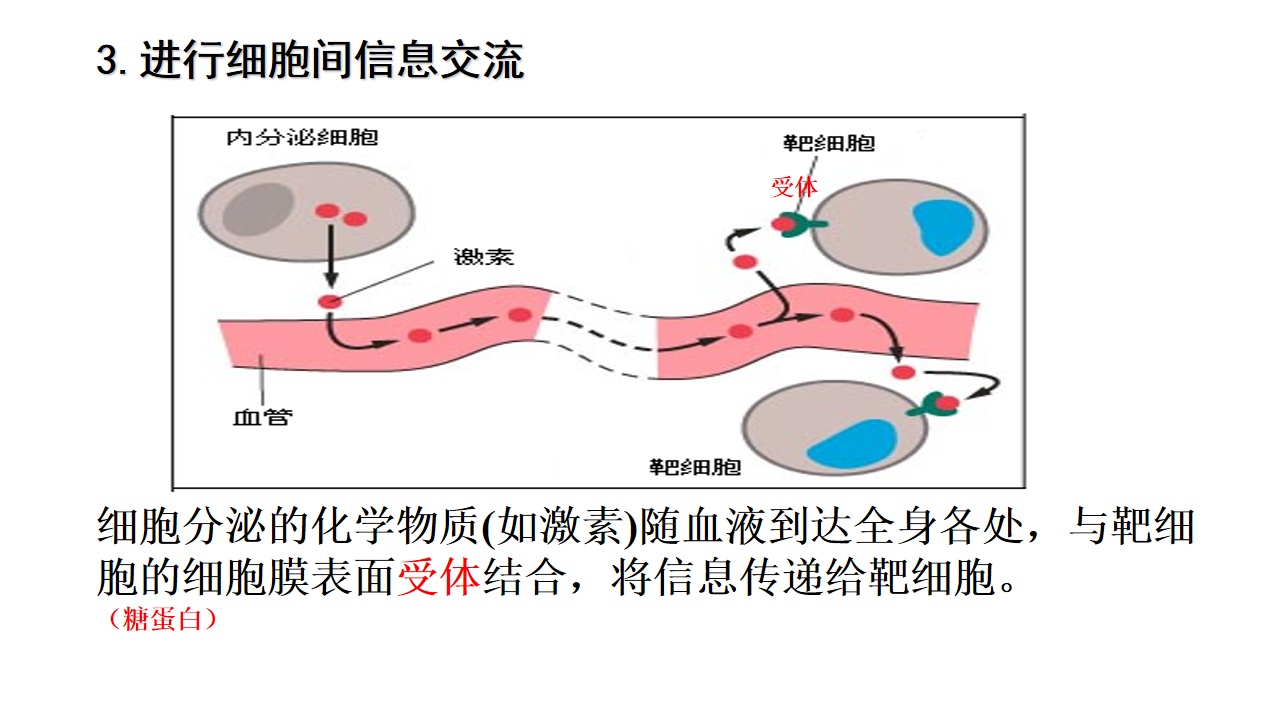 3. 进行细胞间信息交流
内分泌细胞
靶细胞
受体
激素
血管
靶细胞
细胞分泌的化学物质(如激素)随血液到达全身各处，与靶细
胞的细胞膜表面受体结合，将信息传递给靶细胞。
（糖蛋白）